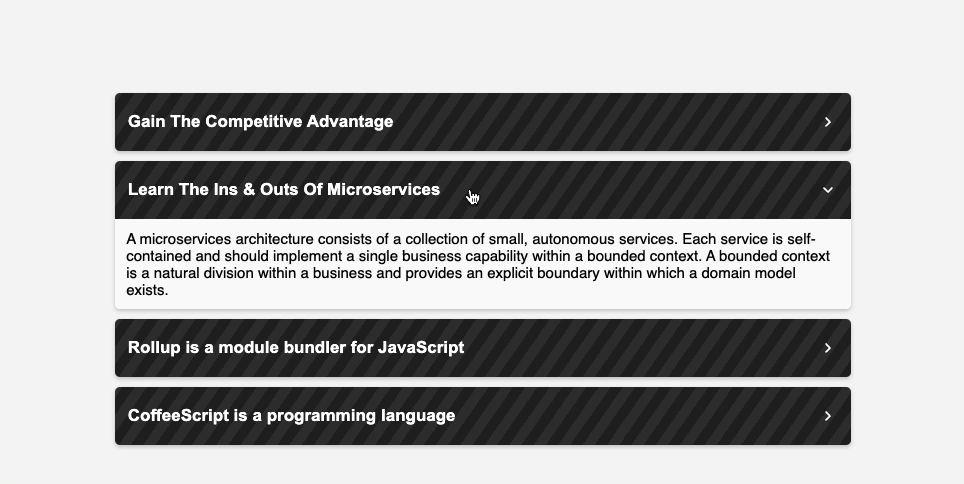 Gain The Competitive Advantage
Learn The Ins & Outs Of Microservices
A microservices architecture consists of a collection of small, autonomous services. Each service is self-
contained and should implement a single business capability within a bounded context. A bounded context
is a natural division within a business and provides an explicit boundary within which a domain model
exists.
Rollup is a module bundler for JavaScript
CoffeeScript is a programming language